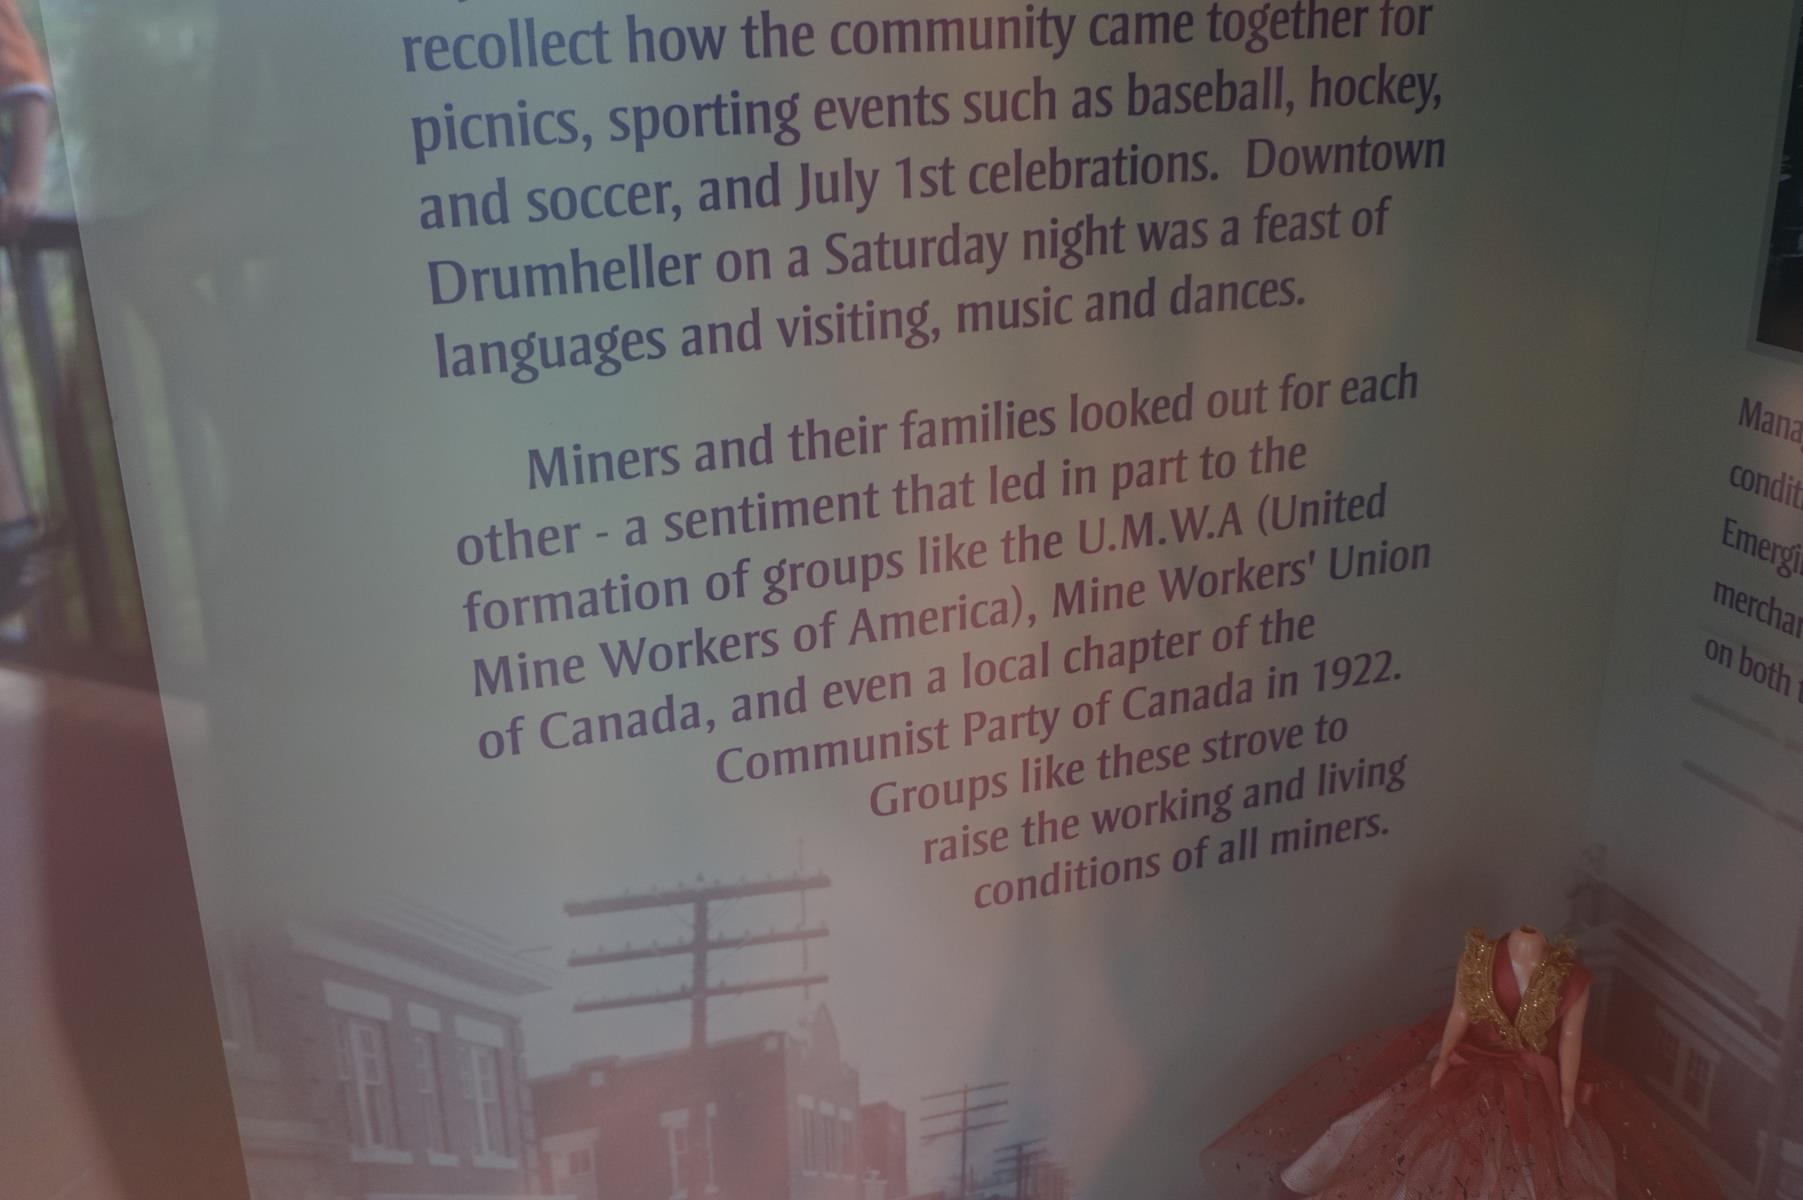 recollect how the community came together for
picnics, sporting events such as baseball, hockey,
and soccer, and July 1st celebrations. Downtown
Drumheller on a Saturday night was a feast of
languages and visiting, music and dances.
Miners and their families looked out for each
other - a sentiment that led in part to the
formation of groups like the U.M.W.A (United
Mine Workers of America), Mine Workers' Union
of Canada, and even a local chapter of the
Communist Party of Canada in 1922.
Groups like these strove to
raise the working and living
conditions of all miners.
on both